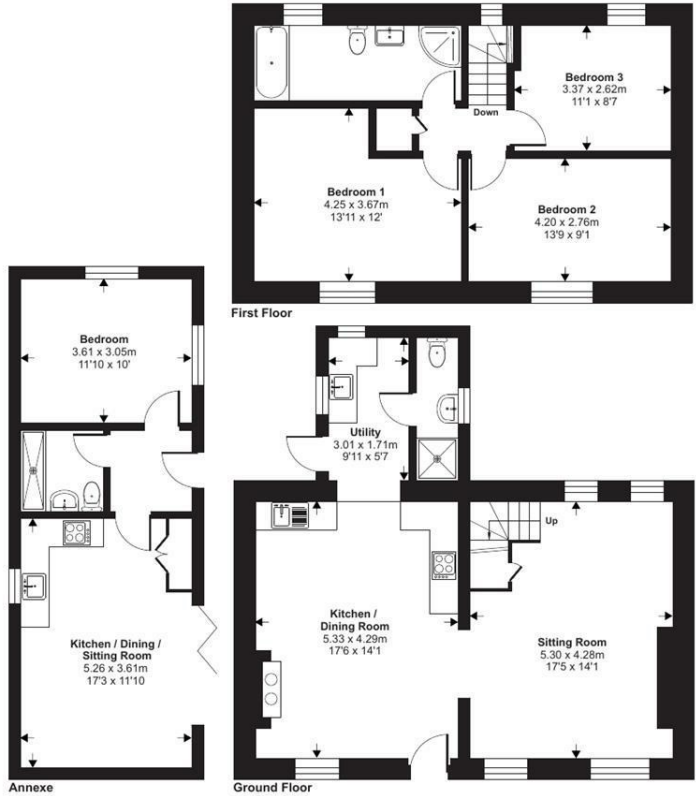 Bedroom 3
3.37 x 2.62m
11'1 x 8'7
Down
Bedroom 1
4.25 x 3.67m
13'11 x 12'
Bedroom 2
4.20 x 2.76m
13'9 x 9'1
First Floor
Bedroom
3.61 x 3.05m
11'10 x 10'
Utility
3.01 x 1.71m
9'11 x 5'7
Up
Kitchen /
Dining Room
5.33 x 4.29m
17'6 x 14'1
Sitting Room
5.30 x 4.28m
17'5 x 14'1
Kitchen / Dining /
Sitting Room
5.26 x 3.61m
17'3 x 11'10
Annexe
Ground Floor